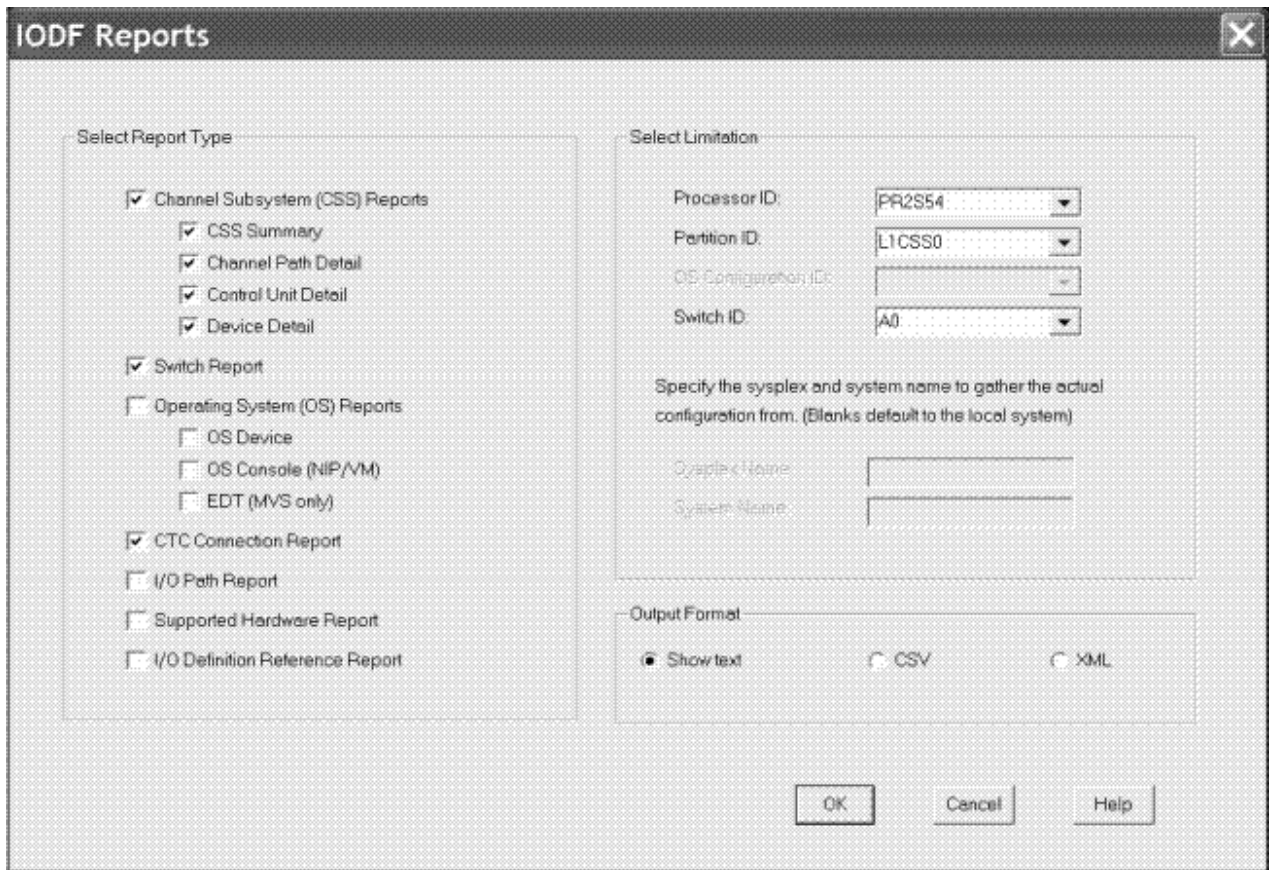 IODF Reports
Select Report Type
Channel Subsystem (CSS) Reports
CSS Summary
Channel Path Detail
Control Unit Detail
Device Detail
Switch Report
Operating System (OS) Reports
OS Device
OS Console (NIP/VM)
EDT (MVS only)
CTC Connection Report
I/O Path Report
Supported Hardware Report
I/O Definition Reference Report
Select Limitation
Processor ID: PR2S54
Partition ID: L1CSS0
OS Configuration ID:
Switch ID: A0
Specify the sysplex and system name to gather the actual
configuration from. (Blanks default to the local system)
Sysplex Name:
System Name:
Output Format
Show text CSV XML
OK Cancel Help